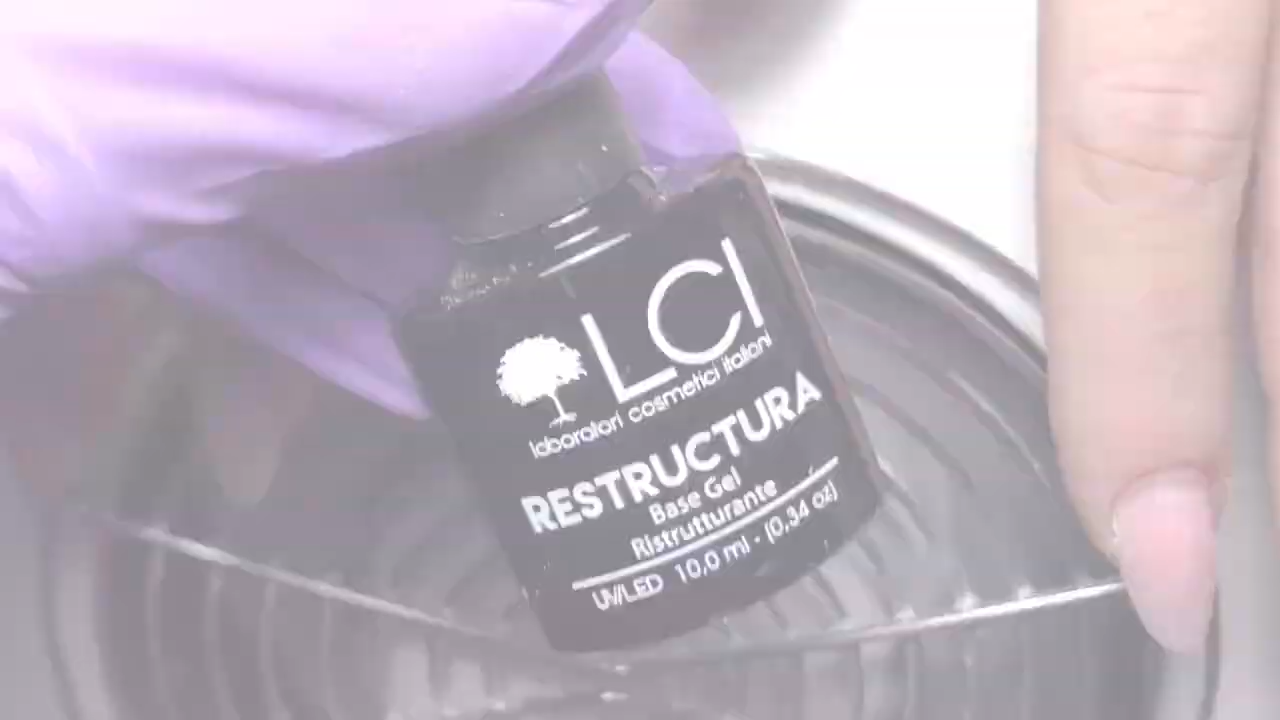 LCI
laboratori cosmetici italiani
RESTRUCTURA
Base Gel
Ristrutturante
UV/LED 10,0 ml - (0,34 oz)